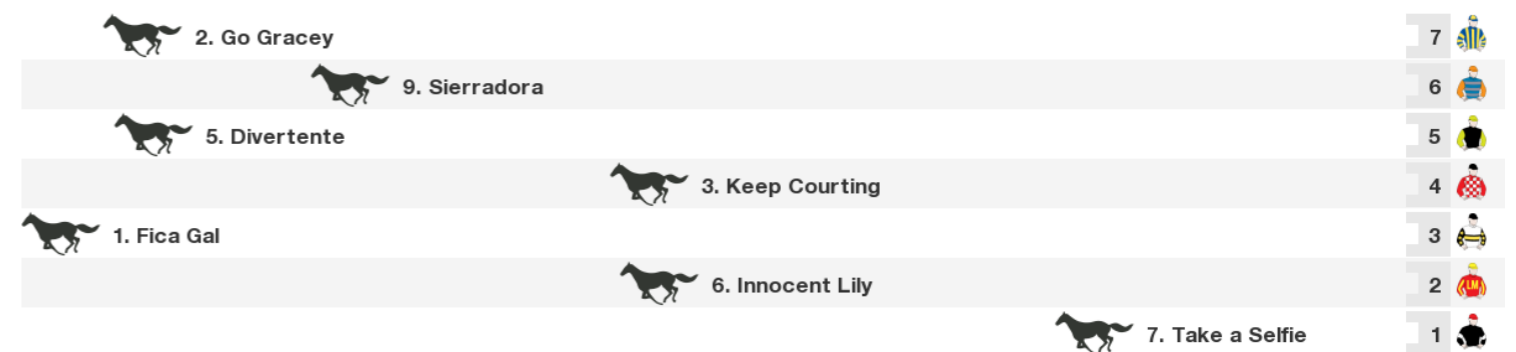 2. Go Gracey 7
9. Sierradora 6
5. Divertente 5
3. Keep Courting 4
1. Fica Gal 3
6. Innocent Lily 2 LM
7. Take a Selfie 1